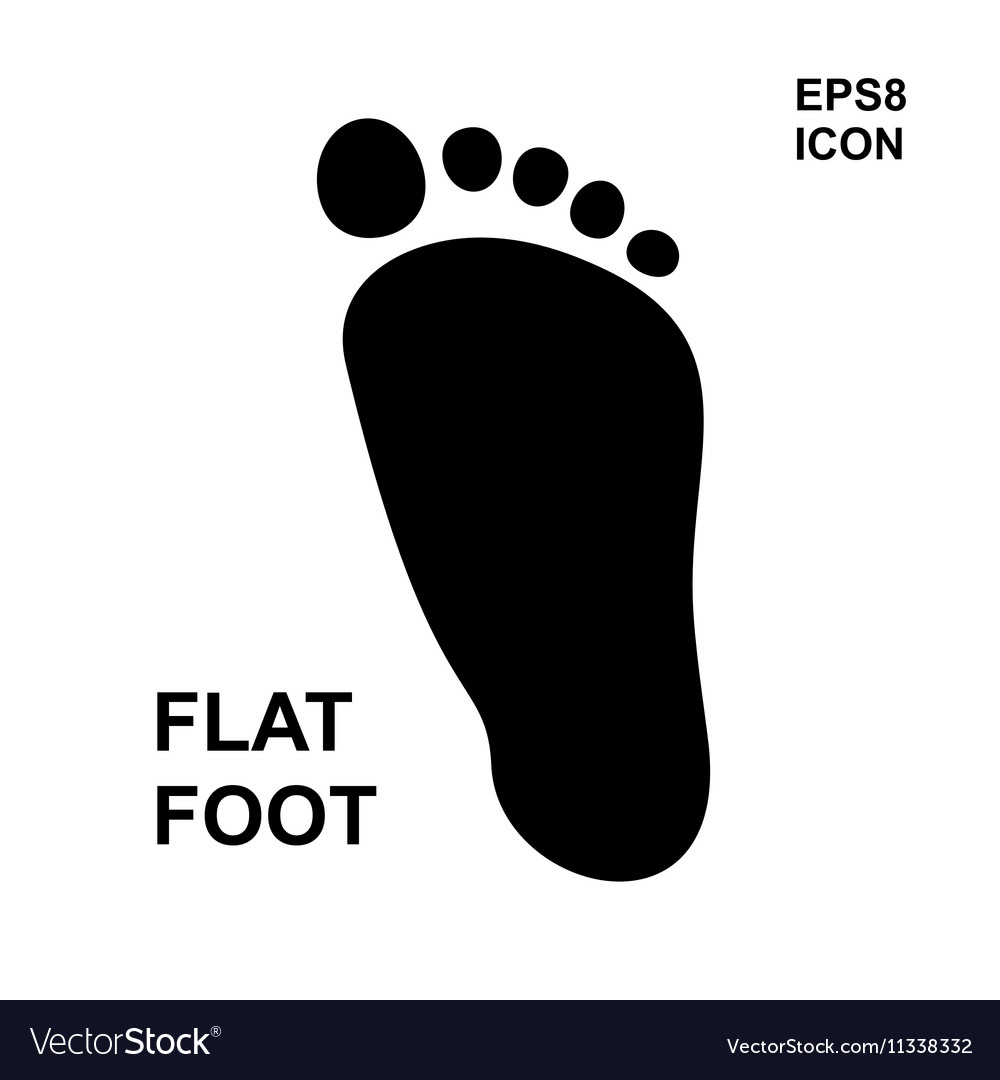 EPS8
ICON
FLAT
FOOT
VectorStock®
VectorStock.com/11338332